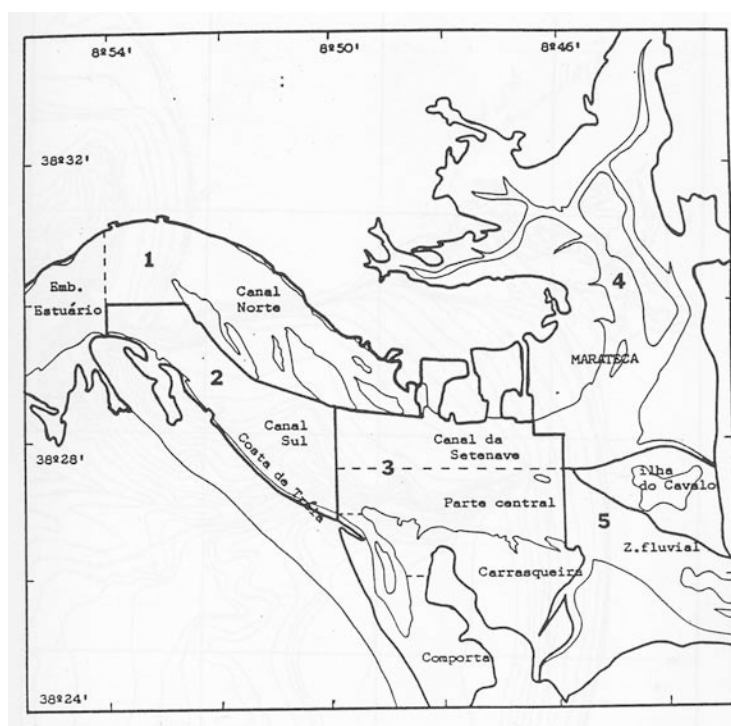 8º54'
8º50'
8º46'
38º32'
1
Emb.
Estuário
Canal
Norte
4
MARATECA
2
Canal
Sul
Canal da
Setenave
38º28'
3
ilha
do Cavalo
Costa de Tróia
Parte central
5
Z.fluvial
Carrasqueira
Comporta
38º24'